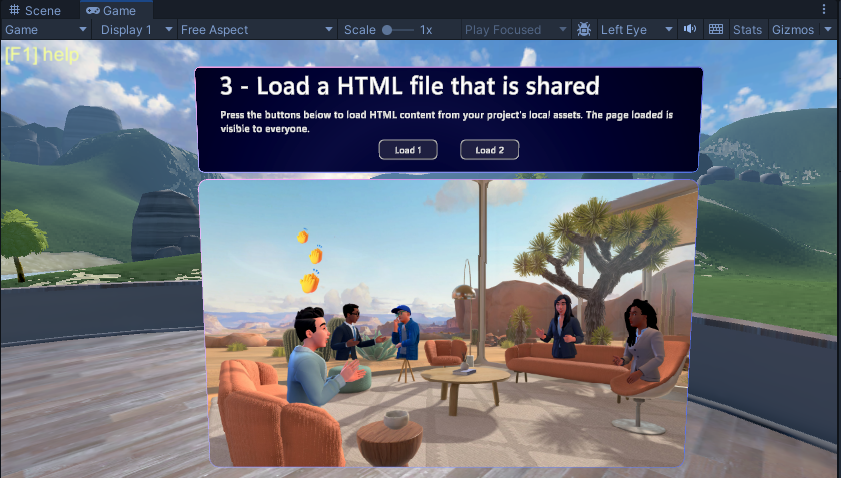 Scene Game
Game Display 1 Free Aspect Scale 1x Play Focused Left Eye Stats Gizmos
[F1] help
3 - Load a HTML file that is shared
Press the buttons below to load HTML content from your project's local assets. The page loaded is
visible to everyone.
Load 1 Load 2